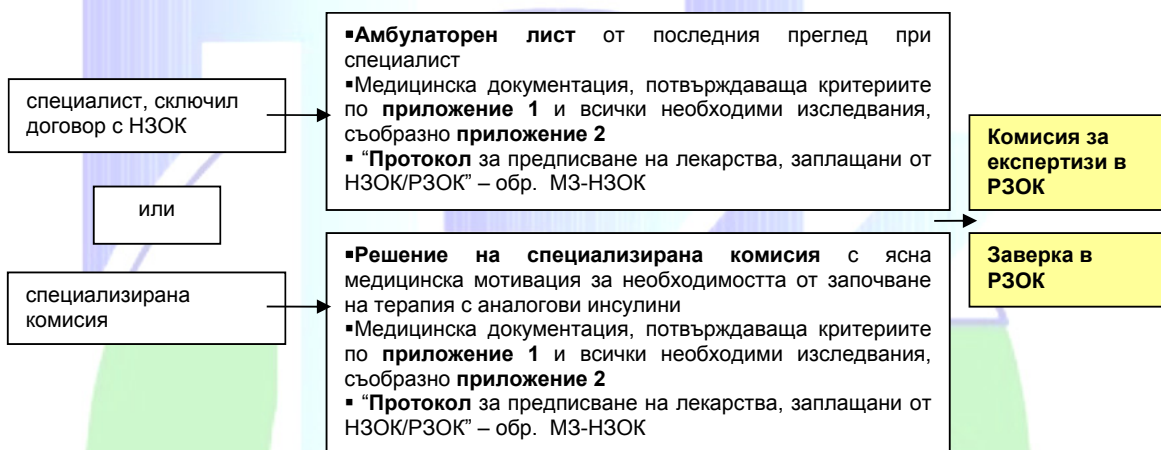 ▪Амбулаторен лист от последния преглед при
специалист
▪Медицинска документация, потвърждаваща критериите
по приложение 1 и всички необходими изследвания,
съобразно приложение 2
▪ “Протокол за предписване на лекарства, заплащани от
НЗОК/РЗОК” – обр. МЗ-НЗОК
специалист, сключил
договор с НЗОК
или
специализирана
комисия
▪Решение на специализирана комисия с ясна
медицинска мотивация за необходимостта от започване
на терапия с аналогови инсулини
▪Медицинска документация, потвърждаваща критериите
по приложение 1 и всички необходими изследвания,
съобразно приложение 2
▪ “Протокол за предписване на лекарства, заплащани от
НЗОК/РЗОК” – обр. МЗ-НЗОК
Комисия за
експертизи в
РЗОК
Заверка в
РЗОК